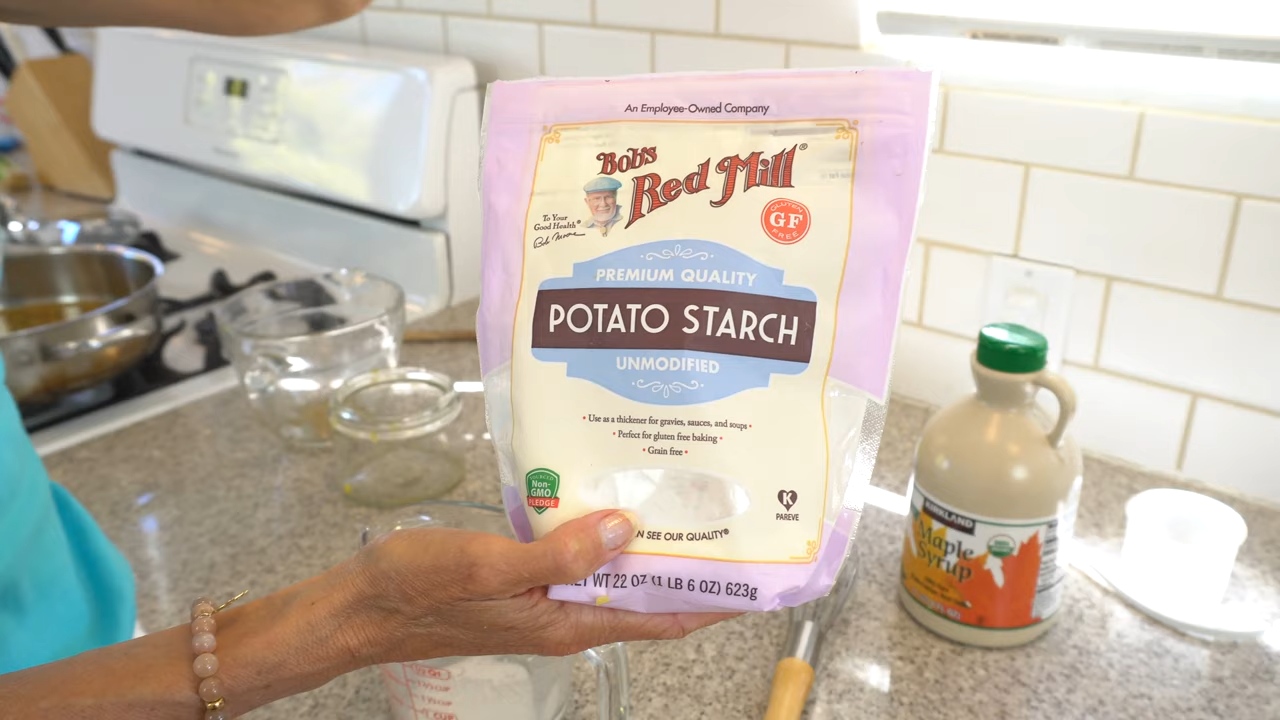 An Employee-Owned Company
Bob's
Red Mill®
To Your
Good Health®
Bob Moore
GLUTEN
GF
FREE
PREMIUM QUALITY
POTATO STARCH
UNMODIFIED
• Use as a thickener for gravies, sauces, and soups •
• Perfect for gluten free baking •
• Grain free •
Non-
GMO
PLEDGE
K
PAREVE
N SEE OUR QUALITY®
WT 22 OZ (1 LB 6 OZ) 623g
KIRKLAND
Maple
Syrup